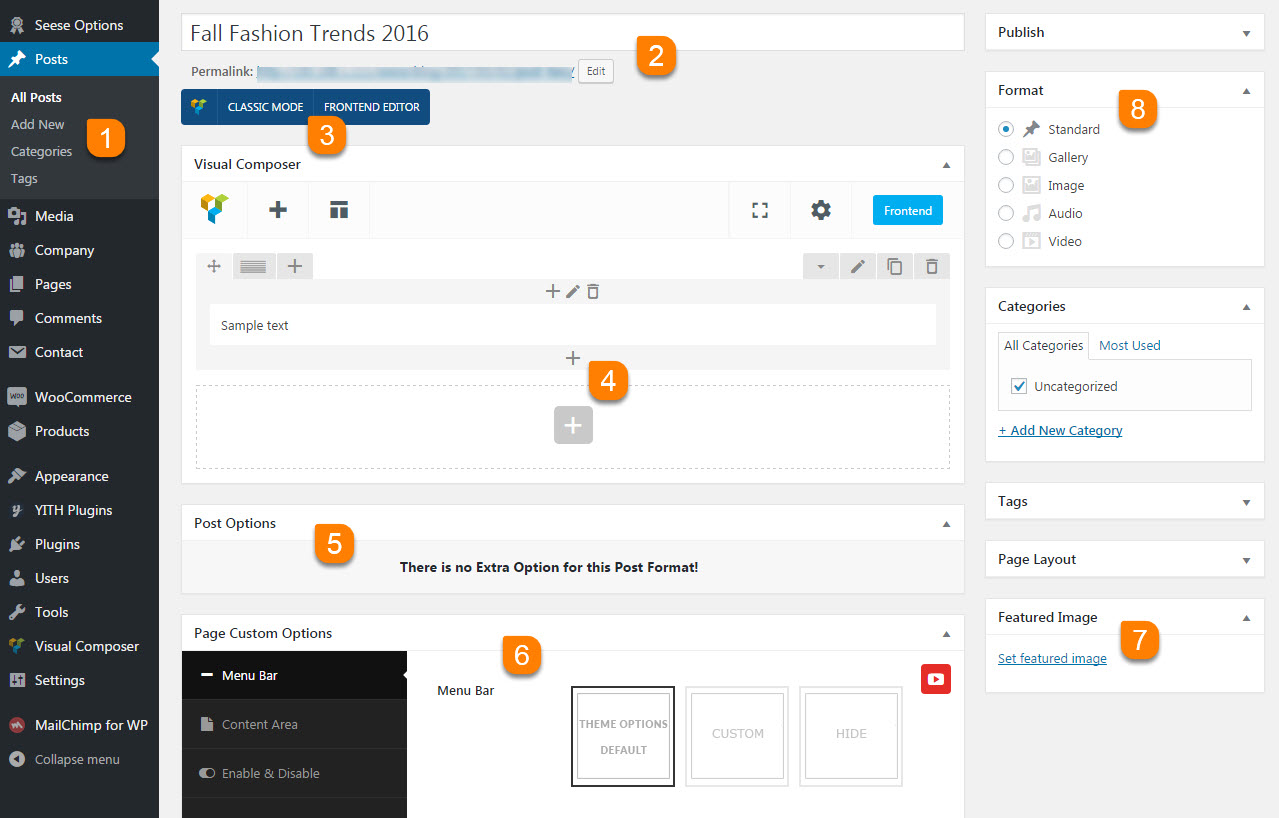 Seese Options
Posts
All Posts
Add New
1
Categories
Tags
Media
Company
Pages
Comments
Contact
WOO WooCommerce
Products
Appearance
YITH Plugins
Plugins
Users
Tools
Visual Composer
Settings
MailChimp for WP
Collapse menu
Fall Fashion Trends 2016
2
Permalink: Edit
CLASSIC MODE FRONTEND EDITOR
3
Visual Composer
Frontend
Sample text
4
Post Options
5
There is no Extra Option for this Post Format!
Page Custom Options
6
Menu Bar
Content Area
Enable & Disable
Menu Bar
THEME OPTIONS
DEFAULT
CUSTOM
HIDE
Publish
Format
8
Standard
Gallery
Image
Audio
Video
Categories
All Categories Most Used
Uncategorized
+ Add New Category
Tags
Page Layout
Featured Image
7
Set featured image